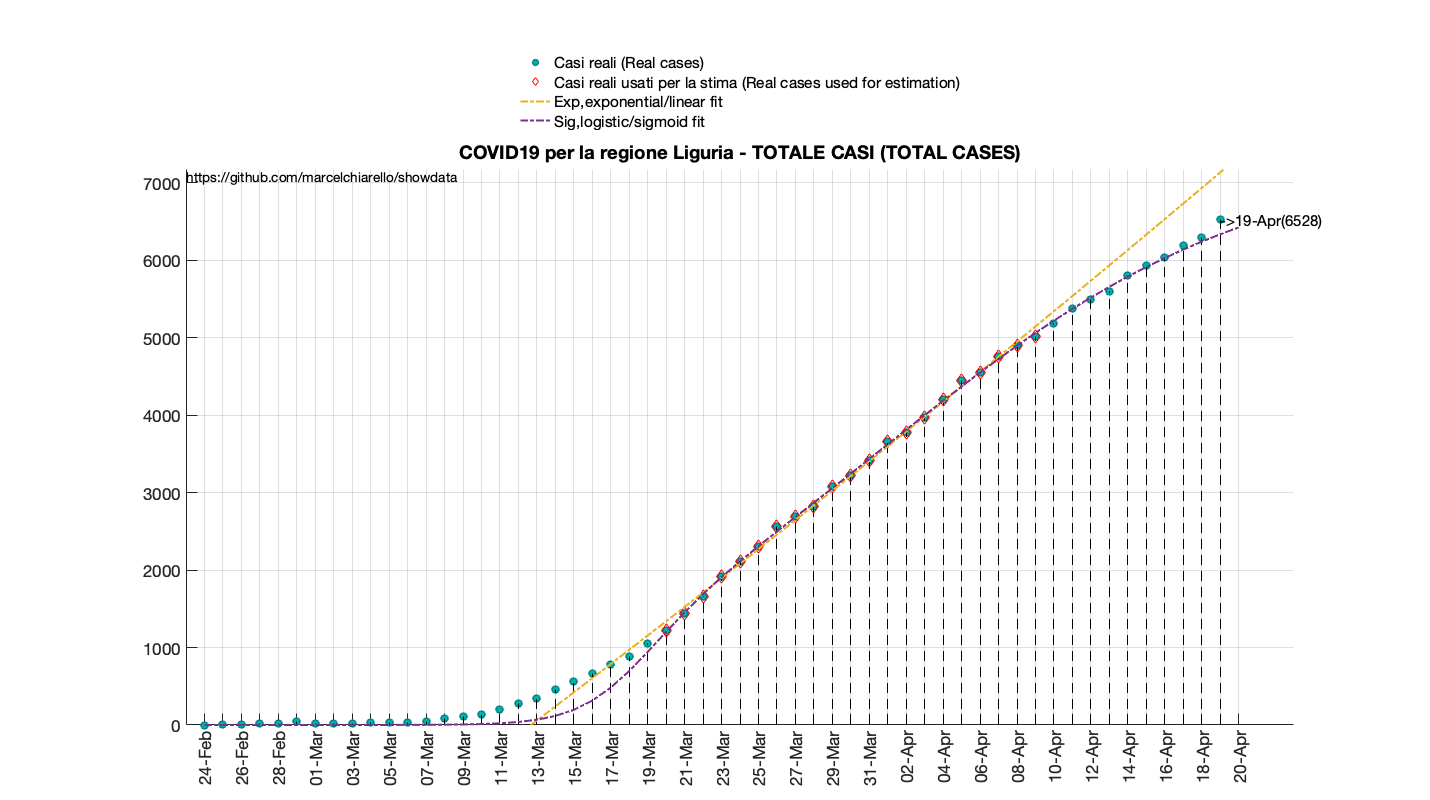 Casi reali (Real cases)
Casi reali usati per la stima (Real cases used for estimation)
Exp,exponential/linear fit
Sig,logistic/sigmoid fit
COVID19 per la regione Liguria - TOTALE CASI (TOTAL CASES)
https://github.com/marcelchiarello/showdata
7000
6000
5000
4000
3000
2000
1000
0
>19-Apr(6528)
24-Feb
26-Feb
28-Feb
01-Mar
03-Mar
05-Mar
07-Mar
09-Mar
11-Mar
13-Mar
15-Mar
17-Mar
19-Mar
21-Mar
23-Mar
25-Mar
27-Mar
29-Mar
31-Mar
02-Apr
04-Apr
06-Apr
08-Apr
10-Apr
12-Apr
14-Apr
16-Apr
18-Apr
20-Apr